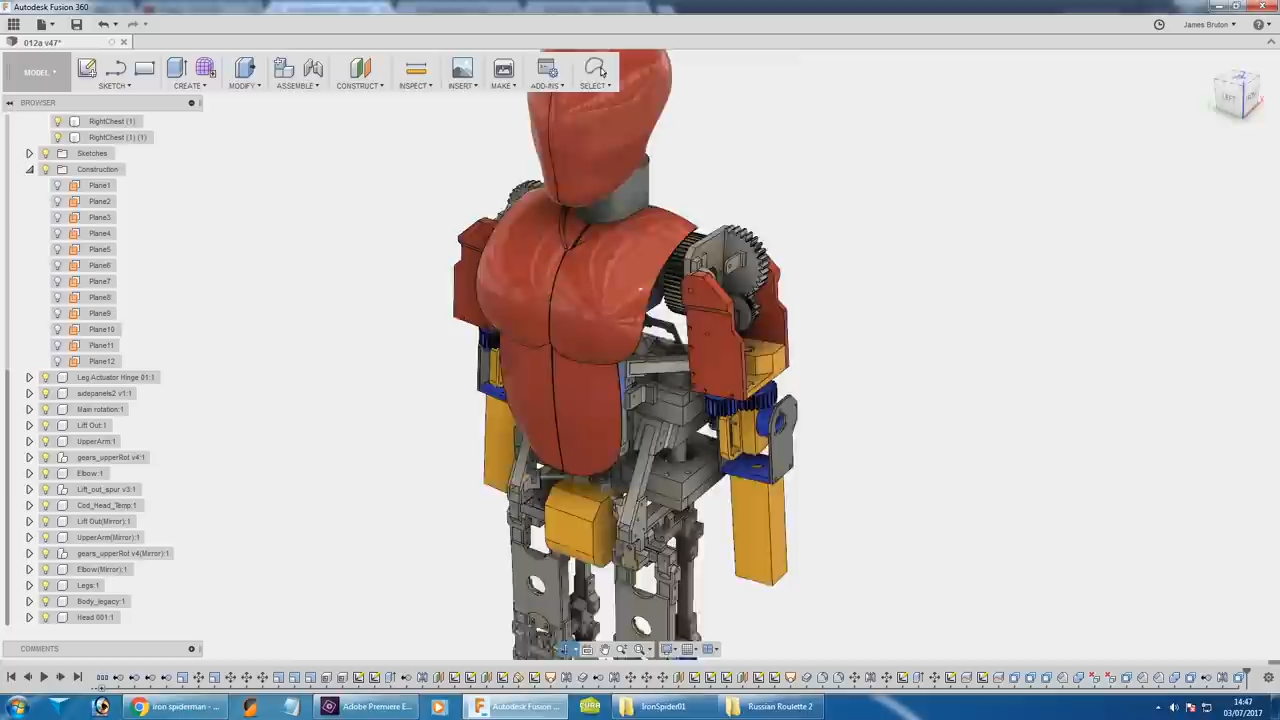 Autodesk Fusion 360
James Bruton
012a v47*
MODEL
SKETCH
CREATE
MODIFY
ASSEMBLE
CONSTRUCT
INSPECT
INSERT
MAKE
ADD-INS
SELECT
LEFT
BROWSER
RightChest (1)
RightChest (1) (1)
Sketches
Construction
Plane1
Plane2
Plane3
Plane4
Plane5
Plane6
Plane7
Plane8
Plane9
Plane10
Plane11
Plane12
Leg Actuator Hinge 01:1
sidepanels2 v1:1
Main rotation:1
Lift Out:1
UpperArm:1
gears_upperRot v4:1
Elbow:1
Lift_out_spur v3:1
Cod_Head_Temp:1
Lift Out(Mirror):1
UpperArm(Mirror):1
gears_upperRot v4(Mirror):1
Elbow(Mirror):1
Legs:1
Body_legacy:1
Head 001:1
COMMENTS
iron spiderman - ...
Adobe Premiere E...
Autodesk Fusion ...
CURA
IronSpider01
Russian Roulette 2
14:47
03/07/2017